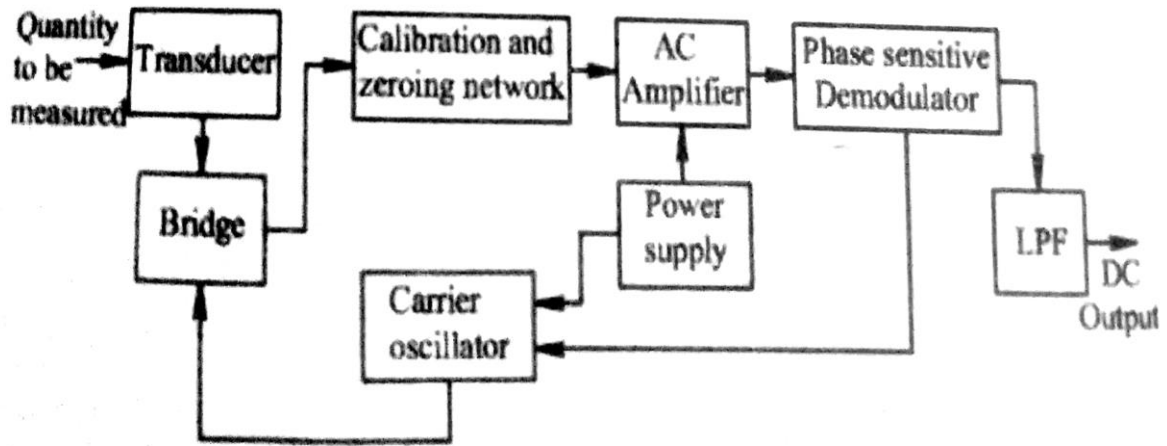 Quantity
to be
measured
Transducer
Calibration and
zeroing network
AC
Amplifier
Phase sensitive
Demodulator
Bridge
Power
supply
LPF
DC
Output
Carrier
oscillator